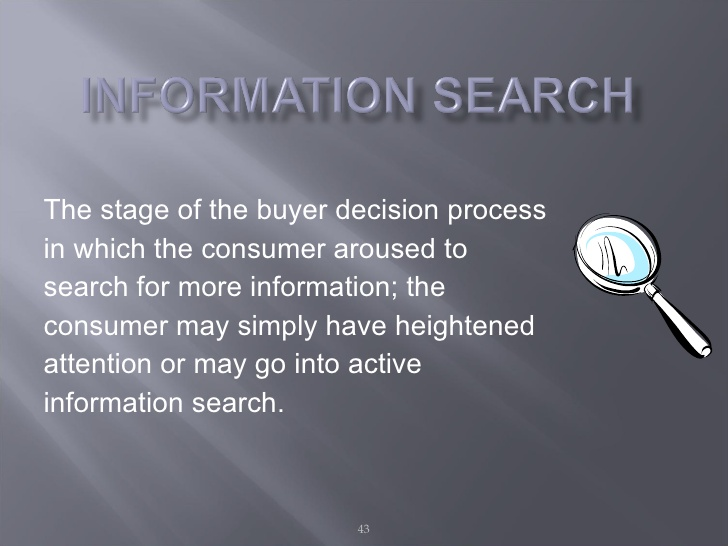 INFORMATION SEARCH
The stage of the buyer decision process
in which the consumer aroused to
search for more information; the
consumer may simply have heightened
attention or may go into active
information search.
43